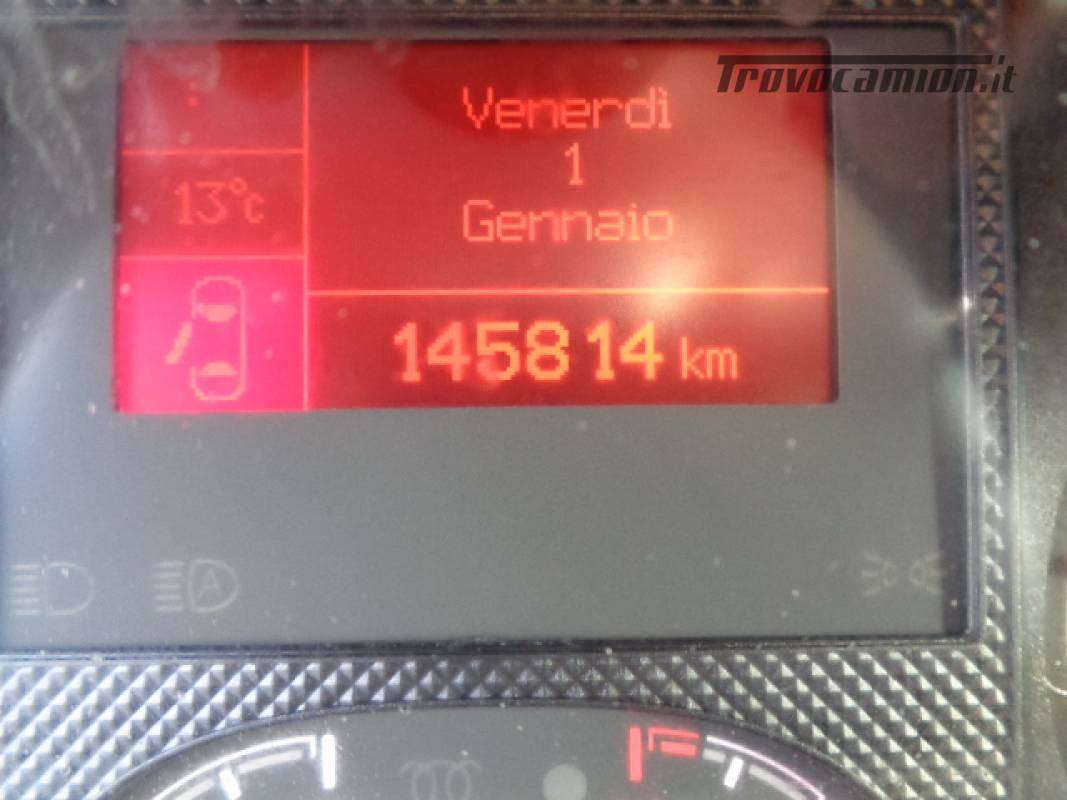 Trovocamion.it
Venerdì
1
13°c
Gennaio
145814 km
A